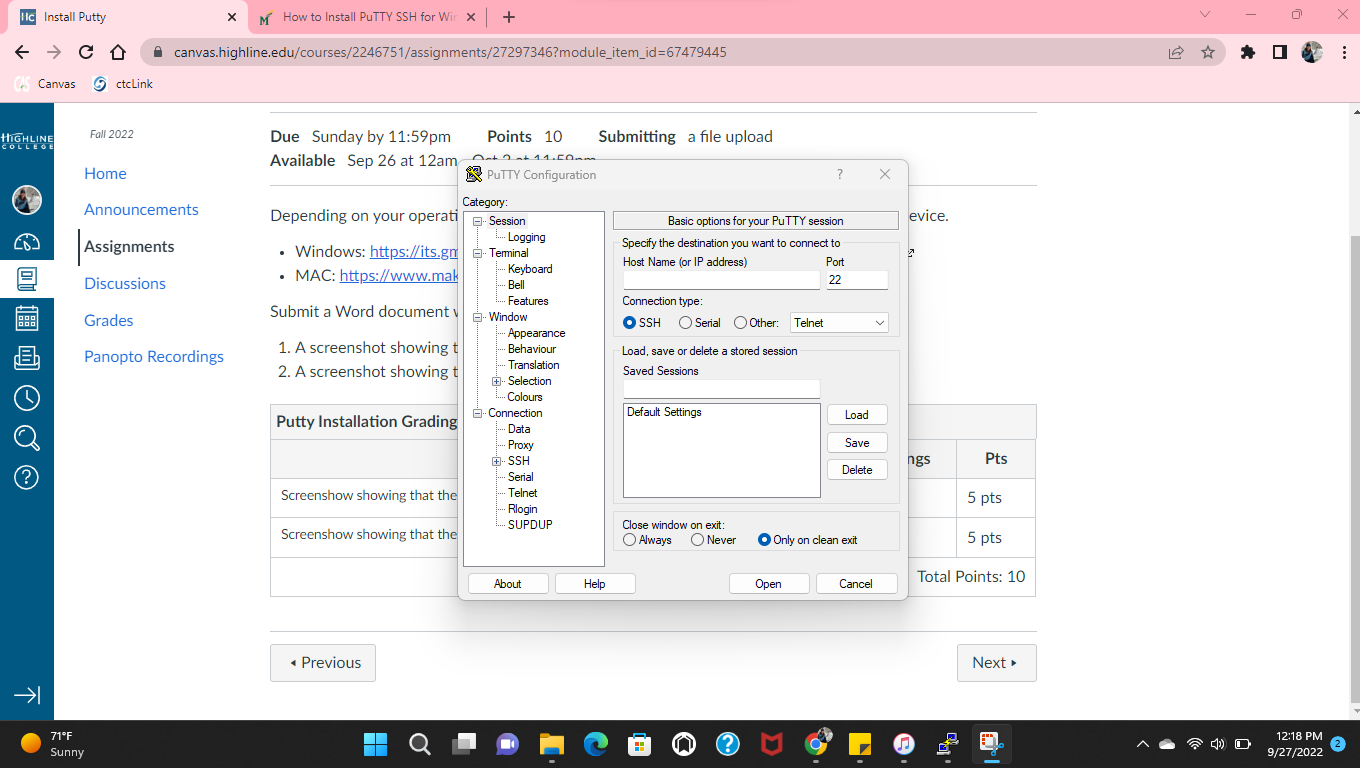 Install Putty
How to Install PuTTY SSH for Wir
canvas.highline.edu/courses/2246751/assignments/27297346?module_item_id=67479445
Canvas
ctcLink
HIGHLINE
COLLEGE
Fall 2022
Home
Announcements
Assignments
Discussions
Grades
Panopto Recordings
Due Sunday by 11:59pm Points 10 Submitting a file upload
Available Sep 26 at 12am Oct 2 at 11:59pm
Depending on your operati evice.
Windows: https://its.gm
MAC: https://www.mak
Submit a Word document w
1. A screenshot showing t
2. A screenshot showing t
Putty Installation Grading
ngs Pts
Screenshow showing that the 5 pts
Screenshow showing that the 5 pts
Total Points: 10
Previous
Next
PuTTY Configuration
?
Category:
Session
Logging
Terminal
Keyboard
Bell
Features
Window
Appearance
Behaviour
Translation
Selection
Colours
Connection
Data
Proxy
SSH
Serial
Telnet
Rlogin
SUPDUP
Basic options for your PuTTY session
Specify the destination you want to connect to
Host Name (or IP address) Port
22
Connection type:
SSH Serial Other: Telnet
Load, save or delete a stored session
Saved Sessions
Default Settings
Load
Save
Delete
Close window on exit:
Always Never Only on clean exit
About Help Open Cancel
71°F
Sunny
12:18 PM
9/27/2022
2